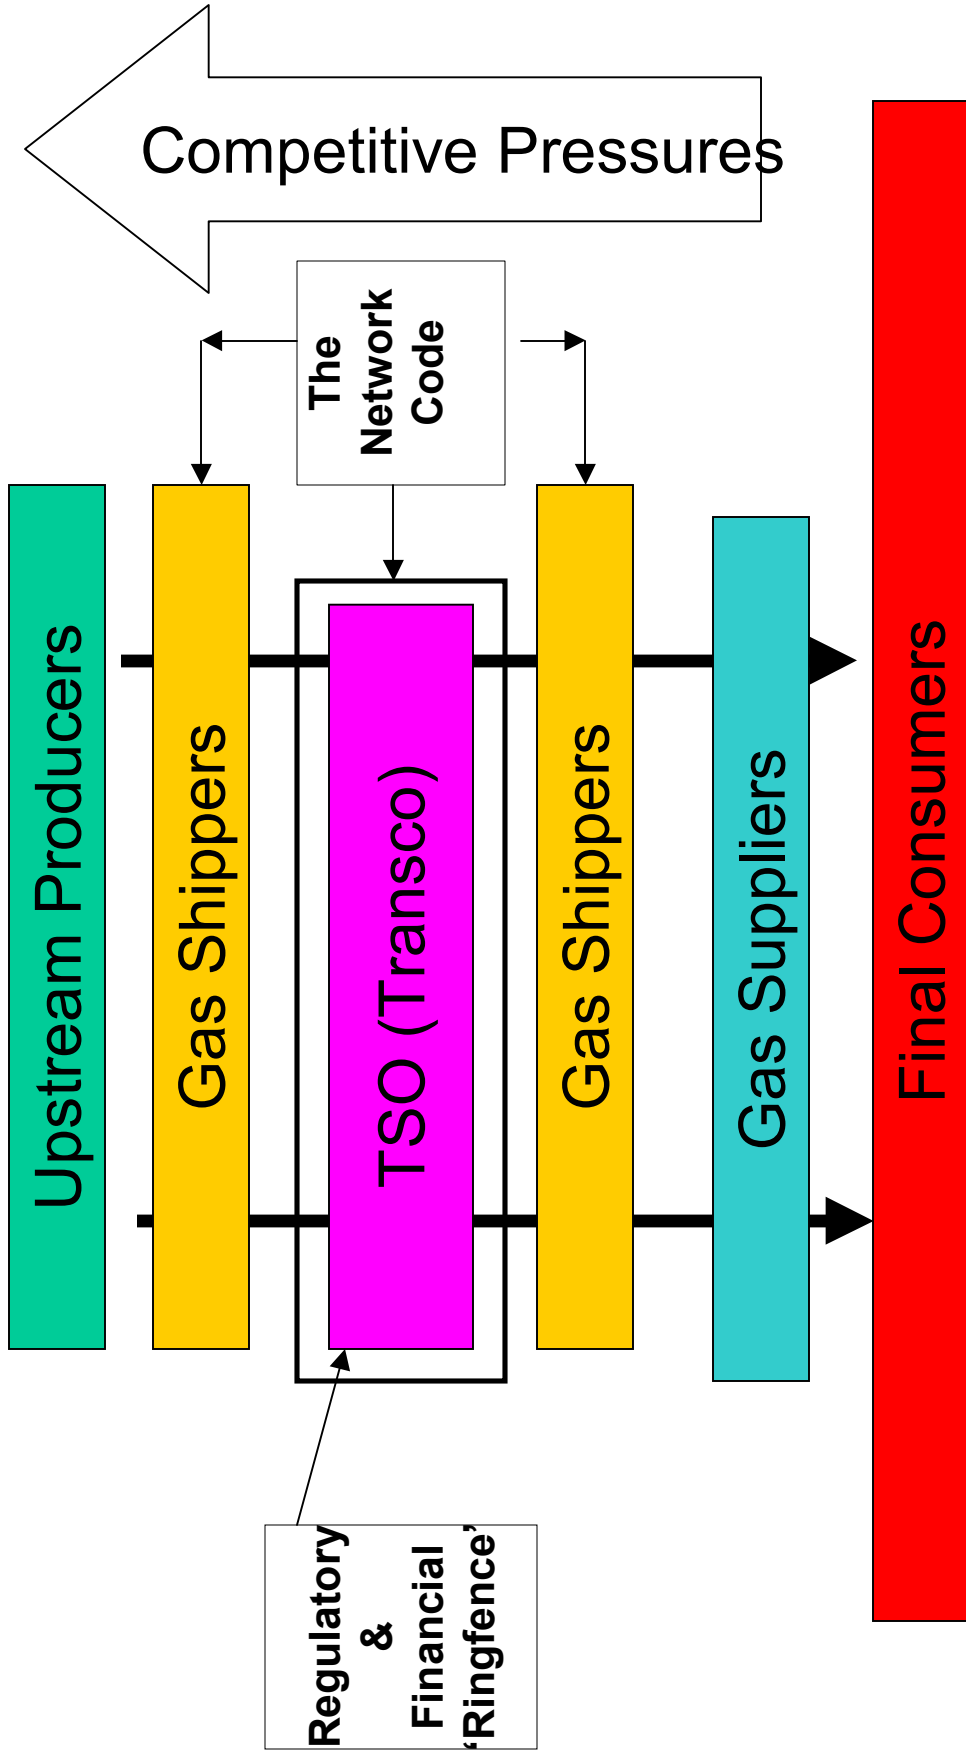 Competitive Pressures
The
Network
Code
Upstream Producers
Gas Shippers
TSO (Transco)
Gas Shippers
Gas Suppliers
Final Consumers
Regulatory
&
Financial
‘Ringfence’